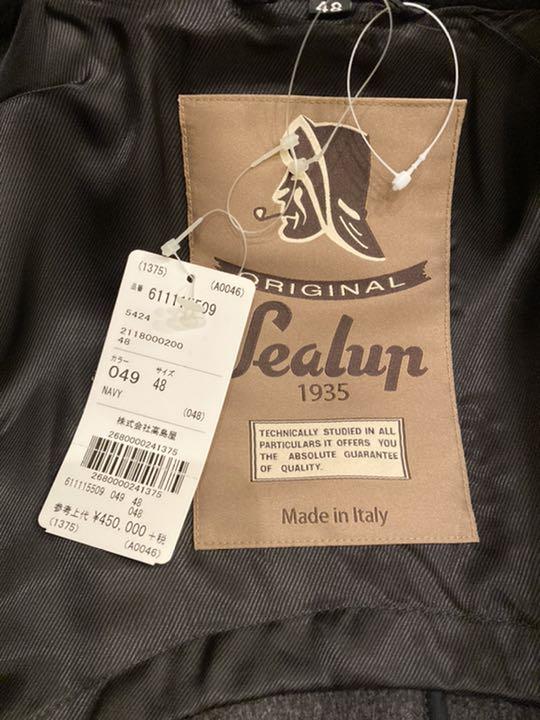 48
ORIGINAL
Sealup
1935
TECHNICALLY STUDIED IN ALL
PARTICULARS IT OFFERS YOU
THE ABSOLUTE GUARANTEE
OF QUALITY.
Made in Italy
(1375) (A0046)
品番 611115509
5424
2118000200
48
カラー サイズ
049 48
NAVY (048)
株式会社高島屋
2680000241375
2680000241375
611115509 049 48
048
参考上代 ¥450,000+税
(1375) (A0046)